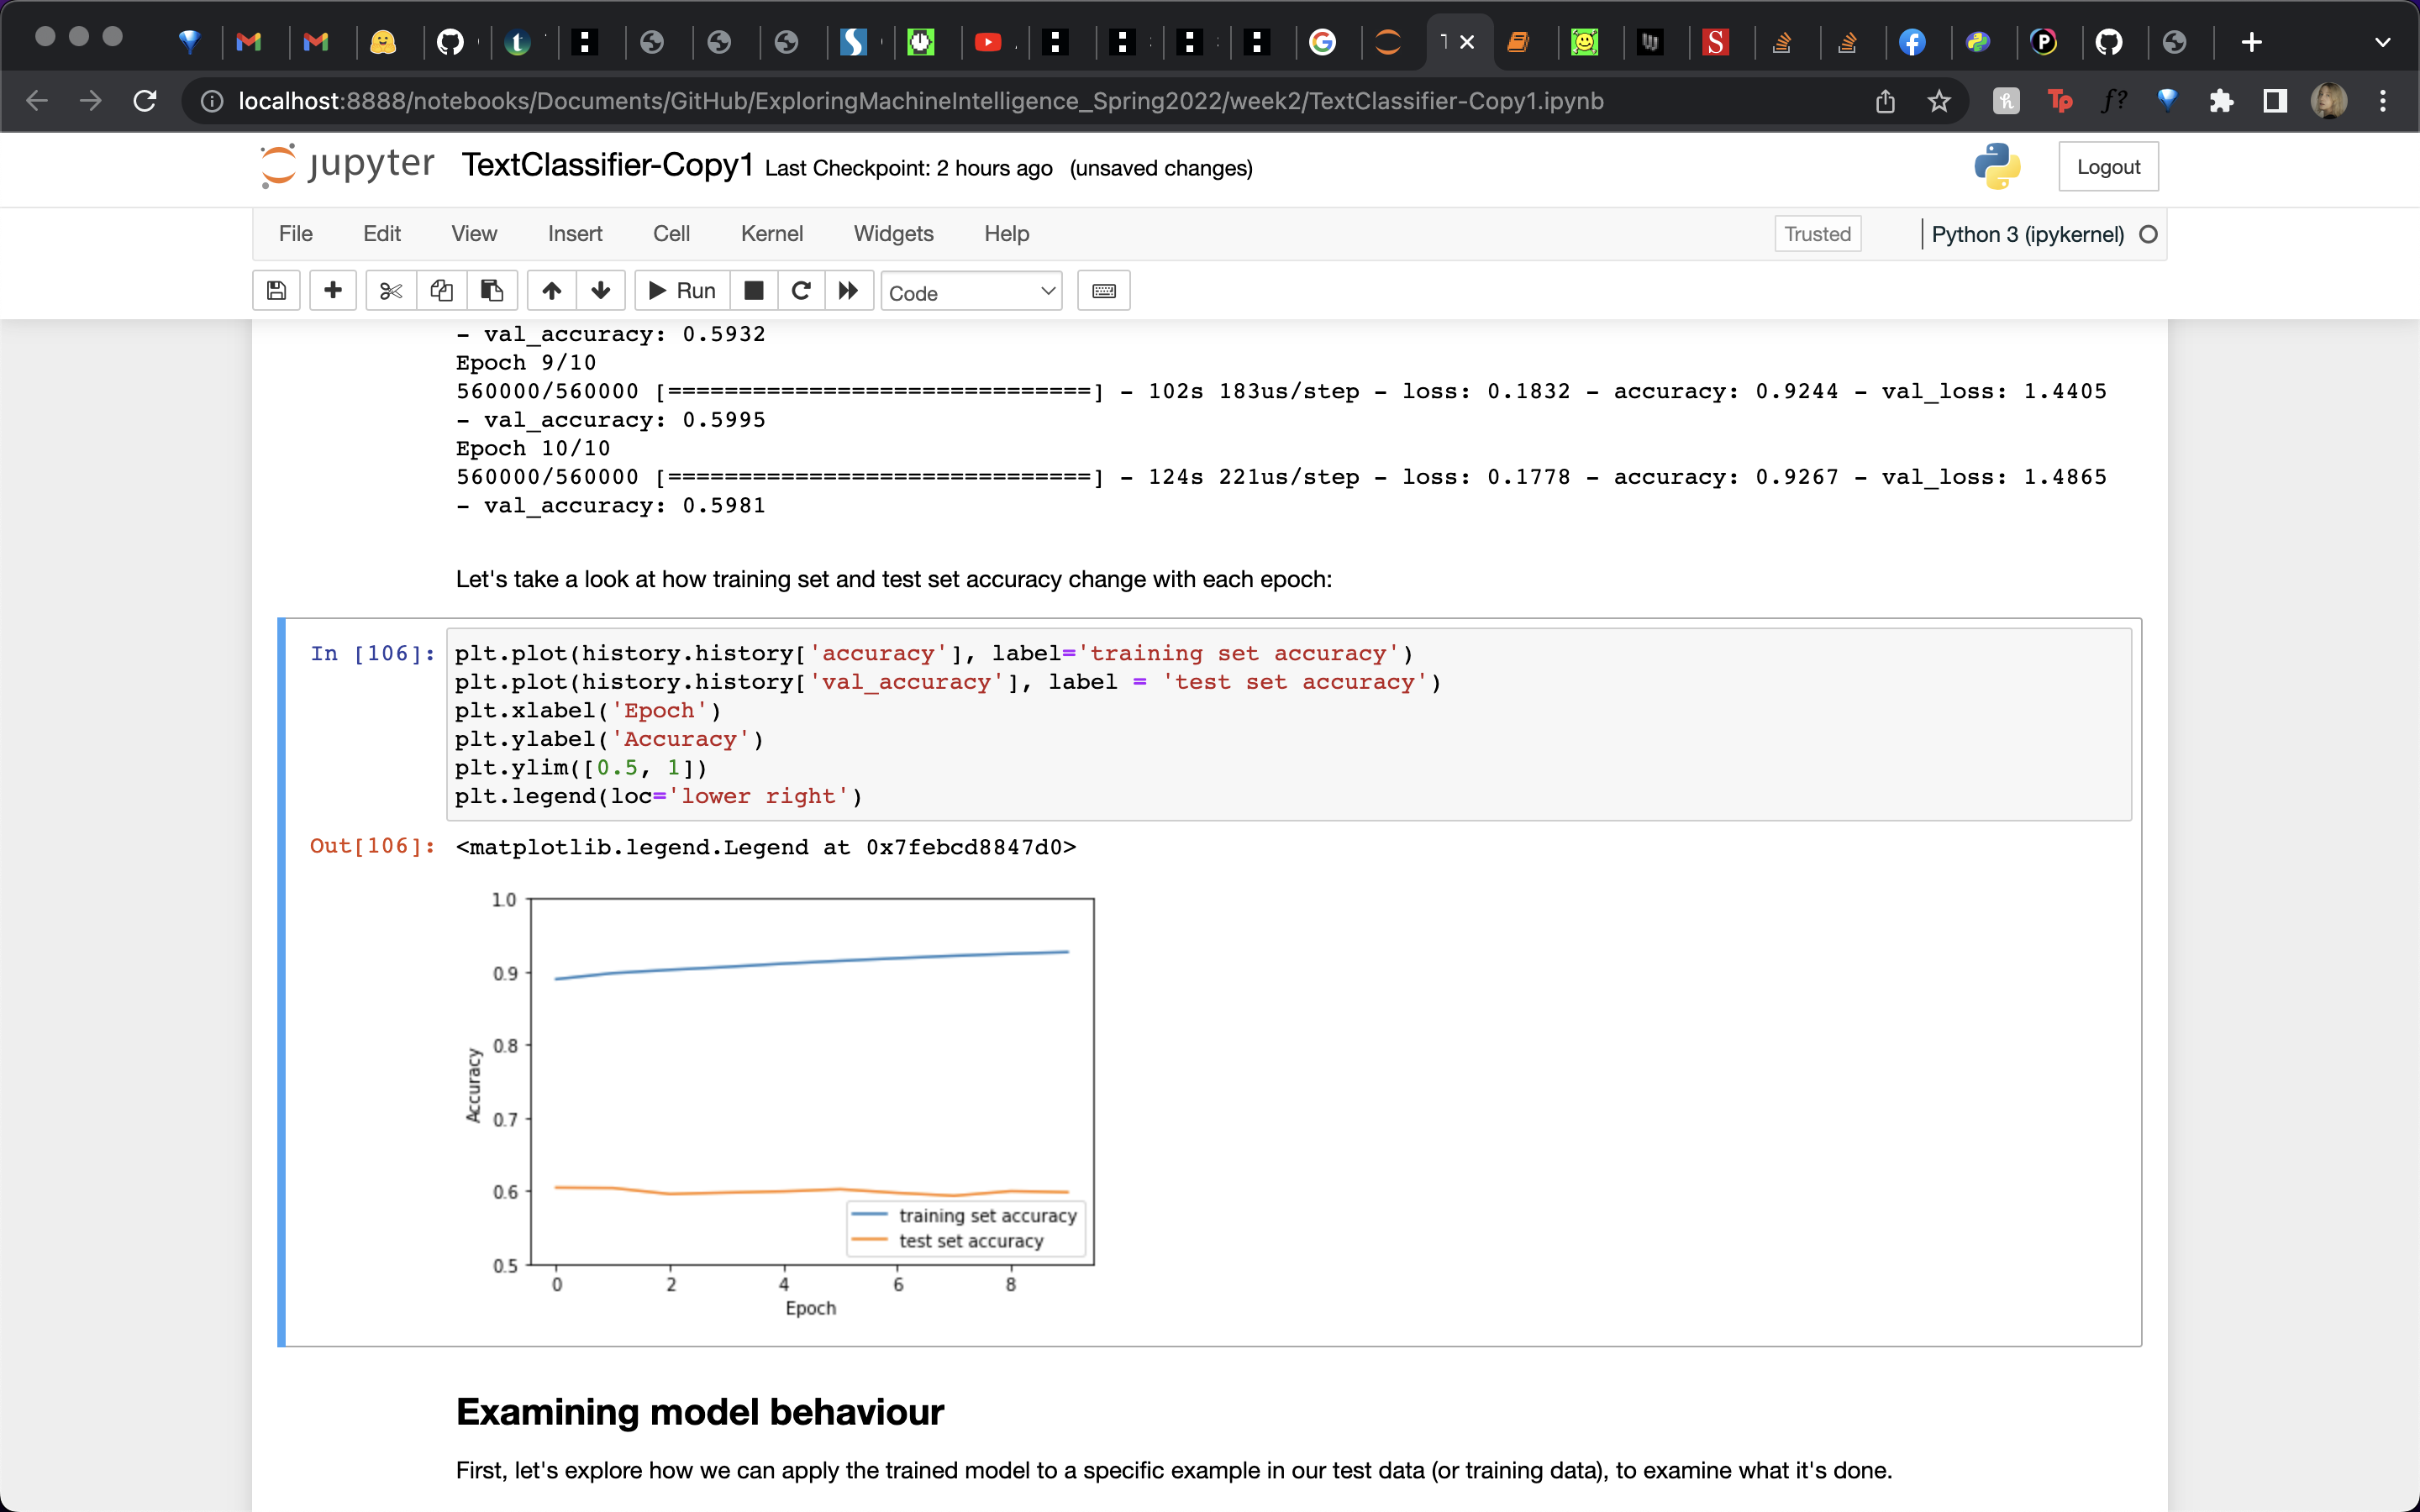 localhost:8888/notebooks/Documents/GitHub/ExploringMachineIntelligence_Spring2022/week2/TextClassifier-Copy1.ipynb
jupyter TextClassifier-Copy1 Last Checkpoint: 2 hours ago (unsaved changes) Logout
File Edit View Insert Cell Kernel Widgets Help Trusted Python 3 (ipykernel)
Run Code
- val_accuracy: 0.5932
Epoch 9/10
560000/560000 [==============================] - 102s 183us/step - loss: 0.1832 - accuracy: 0.9244 - val_loss: 1.4405
- val_accuracy: 0.5995
Epoch 10/10
560000/560000 [==============================] - 124s 221us/step - loss: 0.1778 - accuracy: 0.9267 - val_loss: 1.4865
- val_accuracy: 0.5981
Let's take a look at how training set and test set accuracy change with each epoch:
In [106]: plt.plot(history.history['accuracy'], label='training set accuracy')
plt.plot(history.history['val_accuracy'], label = 'test set accuracy')
plt.xlabel('Epoch')
plt.ylabel('Accuracy')
plt.ylim([0.5, 1])
plt.legend(loc='lower right')
Out[106]: <matplotlib.legend.Legend at 0x7febcd8847d0>
1.0
0.9
0.8
0.7
0.6
0.5
Accuracy
training set accuracy
test set accuracy
0 2 4 6 8
Epoch
Examining model behaviour
First, let's explore how we can apply the trained model to a specific example in our test data (or training data), to examine what it's done.